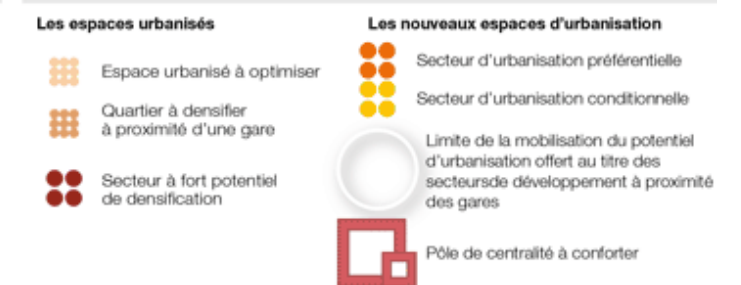 Les espaces urbanisés
Espace urbanisé à optimiser
Quartier à densifier
à proximité d'une gare
Secteur à fort potentiel
de densification
Les nouveaux espaces d'urbanisation
Secteur d'urbanisation préférentielle
Secteur d'urbanisation conditionnelle
Limite de la mobilisation du potentiel
d'urbanisation offert au titre des
secteursde développement à proximité
des gares
Pôle de centralité à conforter